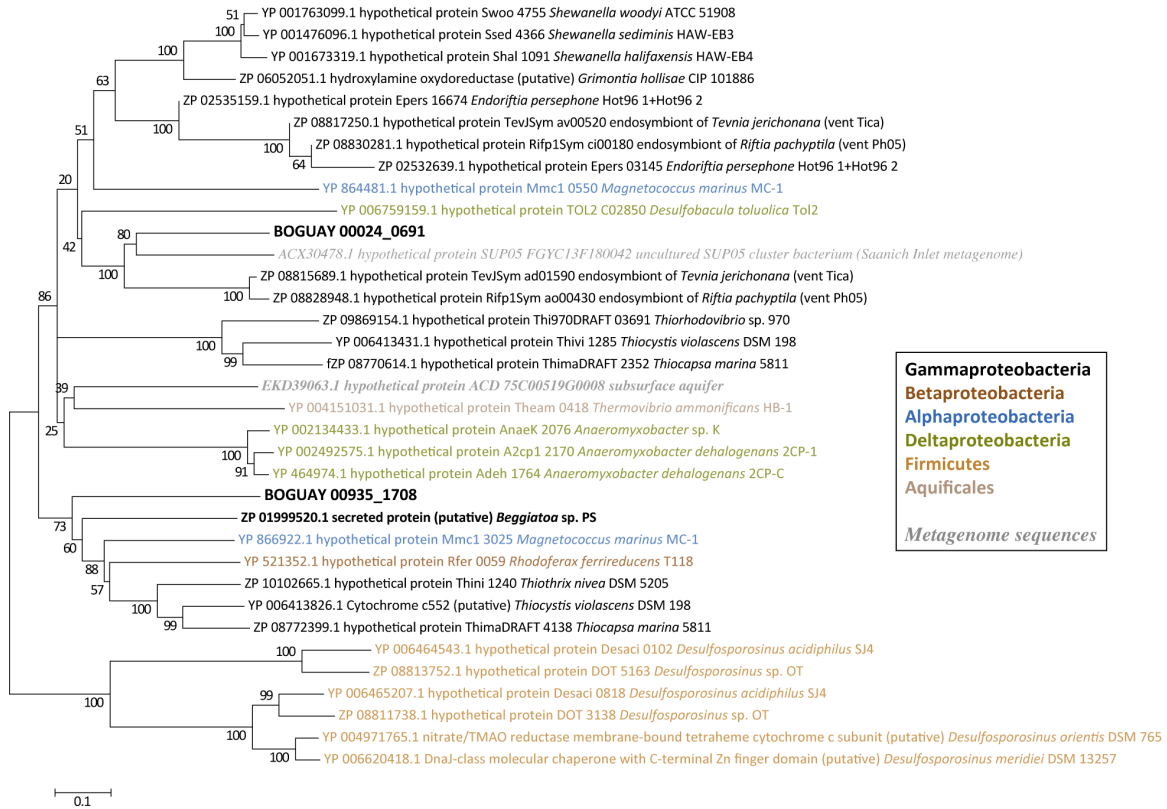 YP 001763099.1 hypothetical protein Swoo 4755 Shewanella woodyi ATCC 51908
51
YP 001476096.1 hypothetical protein Ssed 4366 Shewanella sediminis HAW-EB3
100
YP 001673319.1 hypothetical protein Shal 1091 Shewanella halifaxensis HAW-EB4
100
ZP 06052051.1 hydroxylamine oxydoreductase (putative) Grimontia hollisae CIP 101886
63
ZP 02535159.1 hypothetical protein Epers 16674 Endoriftia persephone Hot96 1+Hot96 2
100
ZP 08817250.1 hypothetical protein TevJSym av00520 endosymbiont of Tevnia jerichonana (vent Tica)
51
100
ZP 08830281.1 hypothetical protein Rifp1Sym ci00180 endosymbiont of Riftia pachyptila (vent Ph05)
64
ZP 02532639.1 hypothetical protein Epers 03145 Endoriftia persephone Hot96 1+Hot96 2
20
YP 864481.1 hypothetical protein Mmc1 0550 Magnetococcus marinus MC-1
YP 006759159.1 hypothetical protein TOL2 C02850 Desulfobacula toluolica Tol2
42
80
BOGUAY 00024_0691
ACX30478.1 hypothetical protein SUP05 FGYC13F180042 uncultured SUP05 cluster bacterium (Saanich Inlet metagenome)
100
ZP 08815689.1 hypothetical protein TevJSym ad01590 endosymbiont of Tevnia jerichonana (vent Tica)
100
ZP 08828948.1 hypothetical protein Rifp1Sym ao00430 endosymbiont of Riftia pachyptila (vent Ph05)
86
ZP 09869154.1 hypothetical protein Thi970DRAFT 03691 Thiorhodovibrio sp. 970
100
YP 006413431.1 hypothetical protein Thivi 1285 Thiocystis violascens DSM 198
99
fZP 08770614.1 hypothetical protein ThimaDRAFT 2352 Thiocapsa marina 5811
39
EKD39063.1 hypothetical protein ACD 75C00519G0008 subsurface aquifer
YP 004151031.1 hypothetical protein Theam 0418 Thermovibrio ammonificans HB-1
25
YP 002134433.1 hypothetical protein AnaeK 2076 Anaeromyxobacter sp. K
100
YP 002492575.1 hypothetical protein A2cp1 2170 Anaeromyxobacter dehalogenans 2CP-1
91
YP 464974.1 hypothetical protein Adeh 1764 Anaeromyxobacter dehalogenans 2CP-C
BOGUAY 00935_1708
73
ZP 01999520.1 secreted protein (putative) Beggiatoa sp. PS
60
YP 866922.1 hypothetical protein Mmc1 3025 Magnetococcus marinus MC-1
88
YP 521352.1 hypothetical protein Rfer 0059 Rhodoferax ferrireducens T118
57
ZP 10102665.1 hypothetical protein Thini 1240 Thiothrix nivea DSM 5205
100
YP 006413826.1 Cytochrome c552 (putative) Thiocystis violascens DSM 198
99
ZP 08772399.1 hypothetical protein ThimaDRAFT 4138 Thiocapsa marina 5811
YP 006464543.1 hypothetical protein Desaci 0102 Desulfosporosinus acidiphilus SJ4
100
ZP 08813752.1 hypothetical protein DOT 5163 Desulfosporosinus sp. OT
100
YP 006465207.1 hypothetical protein Desaci 0818 Desulfosporosinus acidiphilus SJ4
99
ZP 08811738.1 hypothetical protein DOT 3138 Desulfosporosinus sp. OT
100
YP 004971765.1 nitrate/TMAO reductase membrane-bound tetraheme cytochrome c subunit (putative) Desulfosporosinus orientis DSM 765
100
YP 006620418.1 DnaJ-class molecular chaperone with C-terminal Zn finger domain (putative) Desulfosporosinus meridiei DSM 13257
0.1
Gammaproteobacteria
Betaproteobacteria
Alphaproteobacteria
Deltaproteobacteria
Firmicutes
Aquificales
Metagenome sequences